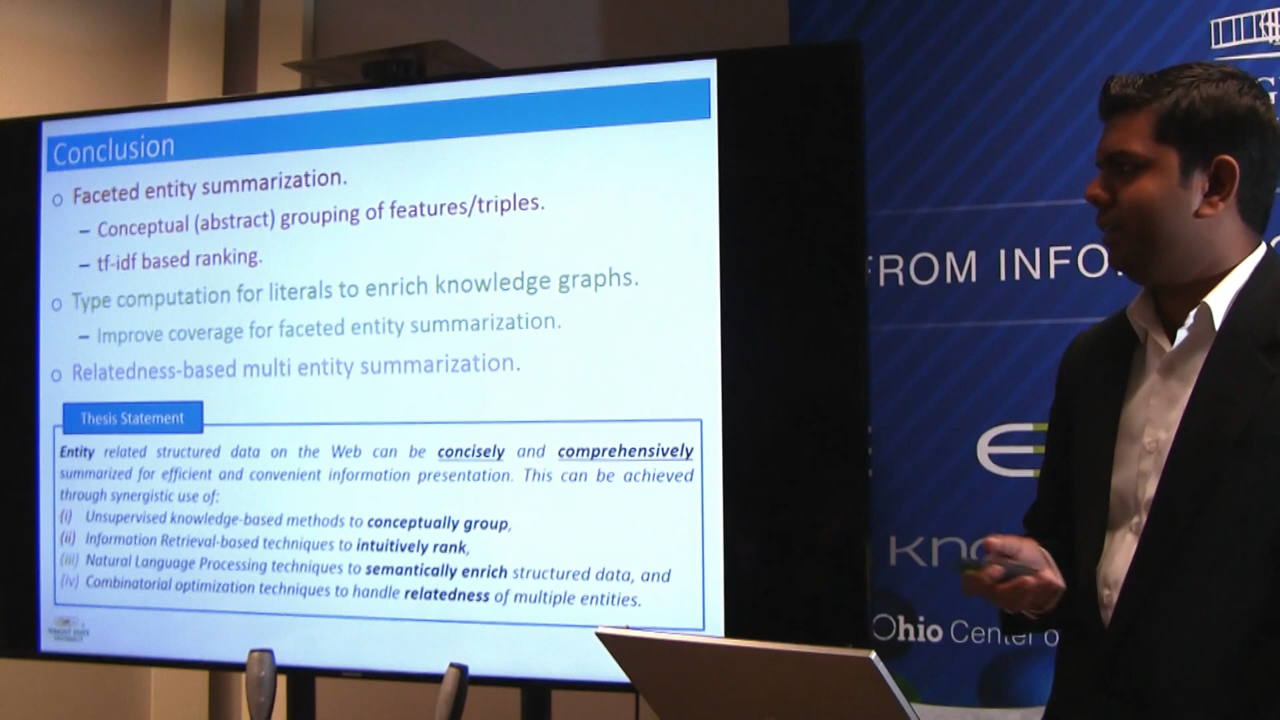 Conclusion
Faceted entity summarization.
– Conceptual (abstract) grouping of features/triples.
– tf-idf based ranking.
Type computation for literals to enrich knowledge graphs.
– Improve coverage for faceted entity summarization.
Relatedness-based multi entity summarization.
Thesis Statement
Entity related structured data on the Web can be concisely and comprehensively
summarized for efficient and convenient information presentation. This can be achieved
through synergistic use of:
(i) Unsupervised knowledge-based methods to conceptually group,
(ii) Information Retrieval-based techniques to intuitively rank,
(iii) Natural Language Processing techniques to semantically enrich structured data, and
(iv) Combinatorial optimization techniques to handle relatedness of multiple entities.
WRIGHT STATE
UNIVERSITY
FROM INFO
Kno
Ohio Center o